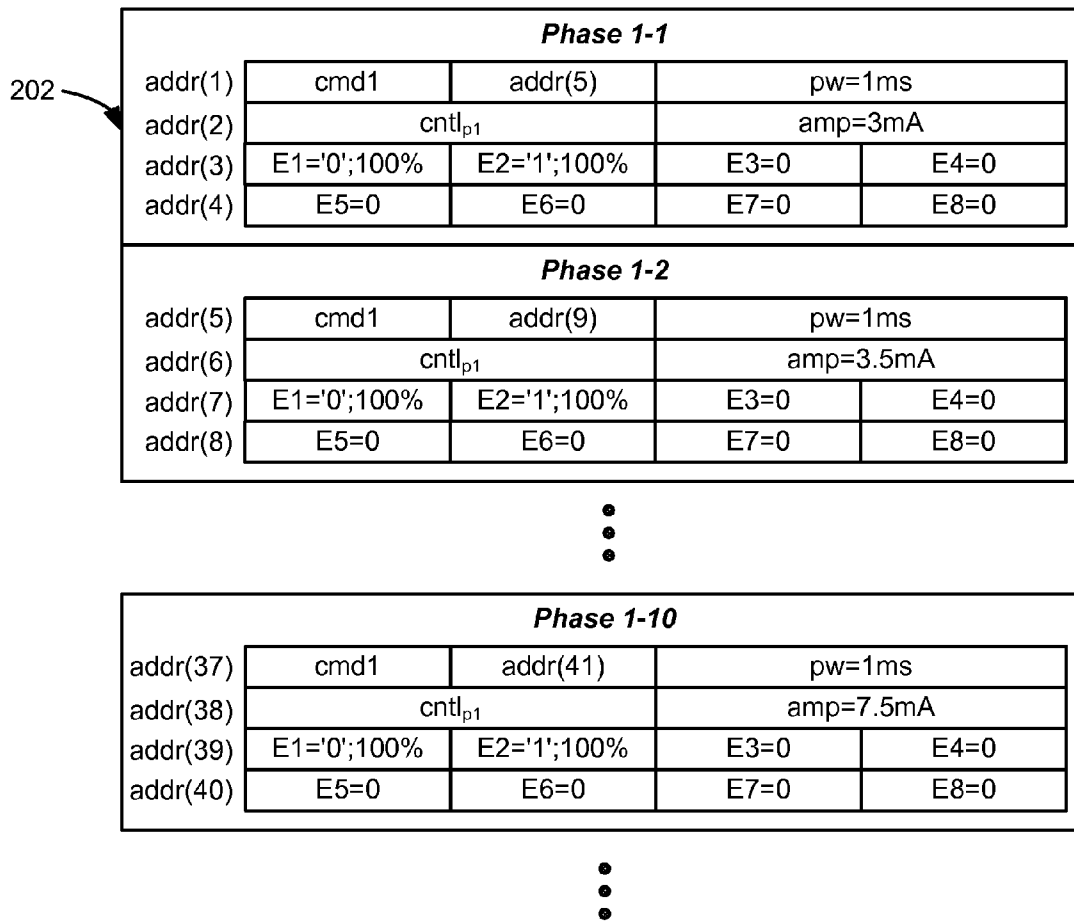 Phase 1-1
202
addr(1) cmd1 addr(5) pw=1ms
addr(2) cntlp1 amp=3mA
addr(3) E1='0';100% E2='1';100% E3=0 E4=0
addr(4) E5=0 E6=0 E7=0 E8=0
Phase 1-2
addr(5) cmd1 addr(9) pw=1ms
addr(6) cntlp1 amp=3.5mA
addr(7) E1='0';100% E2='1';100% E3=0 E4=0
addr(8) E5=0 E6=0 E7=0 E8=0
Phase 1-10
addr(37) cmd1 addr(41) pw=1ms
addr(38) cntlp1 amp=7.5mA
addr(39) E1='0';100% E2='1';100% E3=0 E4=0
addr(40) E5=0 E6=0 E7=0 E8=0